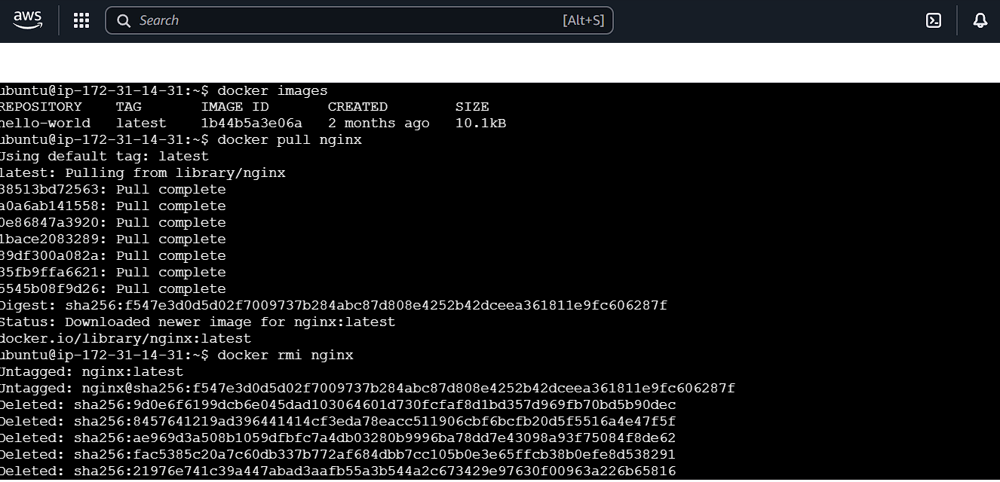 aws
Search [Alt+S]
ubuntu@ip-172-31-14-31:~$ docker images
REPOSITORY TAG IMAGE ID CREATED SIZE
hello-world latest 1b44b5a3e06a 2 months ago 10.1kB
ubuntu@ip-172-31-14-31:~$ docker pull nginx
Using default tag: latest
latest: Pulling from library/nginx
38513bd72563: Pull complete
a0a6ab141558: Pull complete
0e86847a3920: Pull complete
1bace2083289: Pull complete
89df300a082a: Pull complete
35fb9ffa6621: Pull complete
5545b08f9d26: Pull complete
Digest: sha256:f547e3d0d5d02f7009737b284abc87d808e4252b42dceea361811e9fc606287f
Status: Downloaded newer image for nginx:latest
docker.io/library/nginx:latest
ubuntu@ip-172-31-14-31:~$ docker rmi nginx
Untagged: nginx:latest
Untagged: nginx@sha256:f547e3d0d5d02f7009737b284abc87d808e4252b42dceea361811e9fc606287f
Deleted: sha256:9d0e6f6199dcb6e045dad103064601d730fcfaf8d1bd357d969fb70bd5b90dec
Deleted: sha256:8457641219ad396441414cf3eda78eacc511906cbf6bcfb20d5f5516a4e47f5f
Deleted: sha256:ae969d3a508b1059dfbfc7a4db03280b9996ba78dd7e43098a93f75084f8de62
Deleted: sha256:fac5385c20a7c60db337b772af684dbb7cc105b0e3e65ffcb38b0efe8d538291
Deleted: sha256:21976e741c39a447abad3aafb55a3b544a2c673429e97630f00963a226b65816